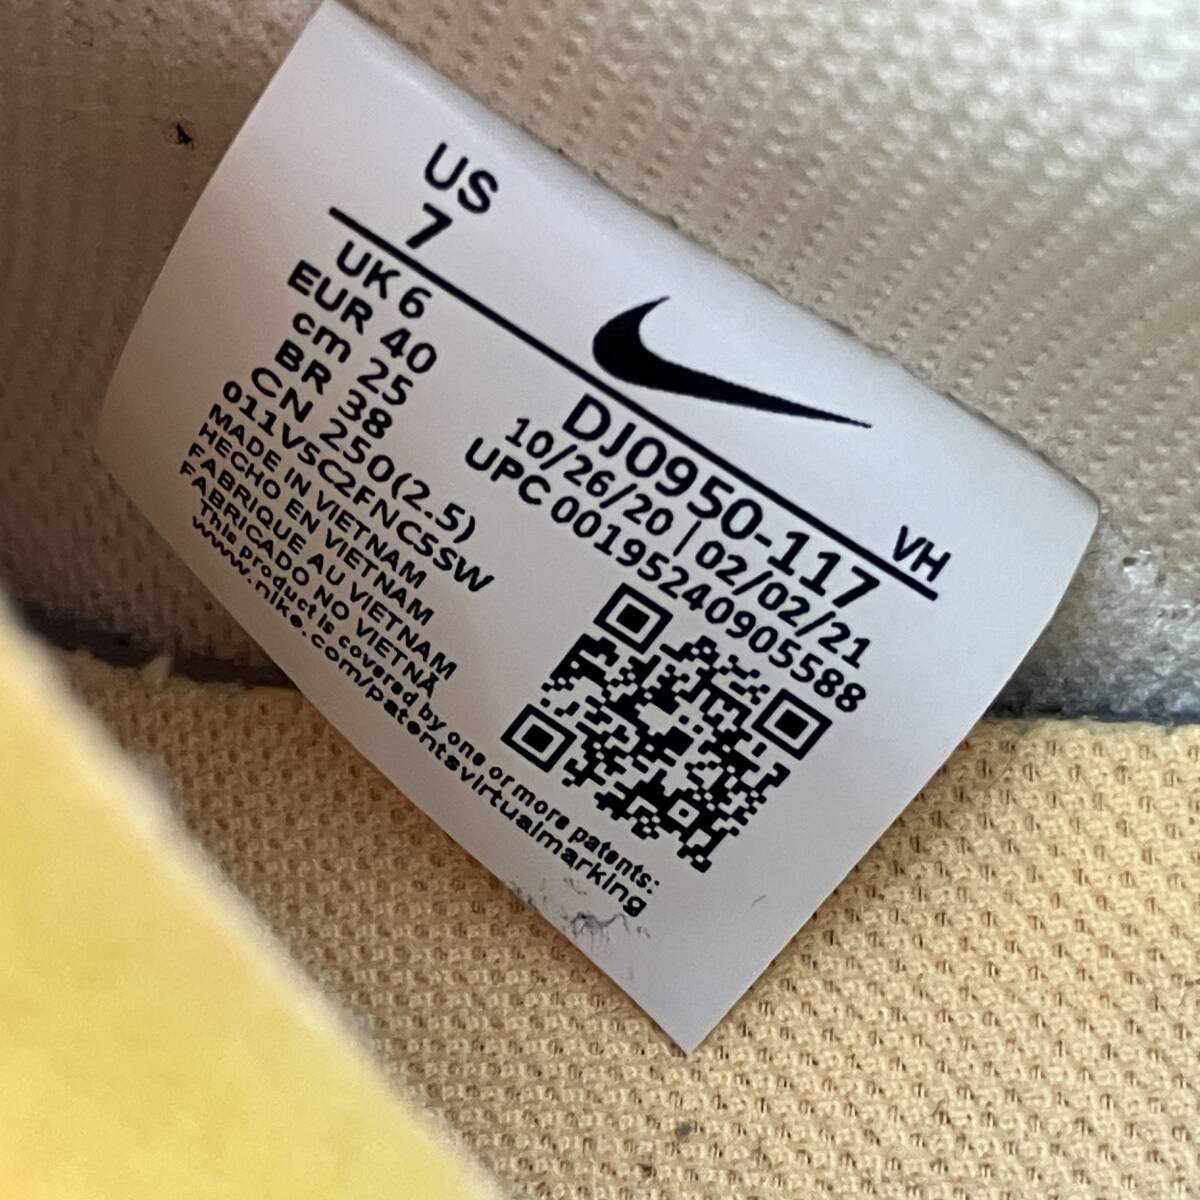 US
7
UK 6
EUR 40
cm 25
BR 38
CN 250(2.5)
011V5C2FNC5SW
MADE IN VIETNAM
HECHO EN VIETNAM
FABRIQUE AU VIETNAM
FABRICADO NO VIETNÃ
This product is covered by one or more patents:
www.nike.com/patentsvirtualmarking
VH
DJ0950-117
10/26/20 | 02/02/21
UPC 00195240905588